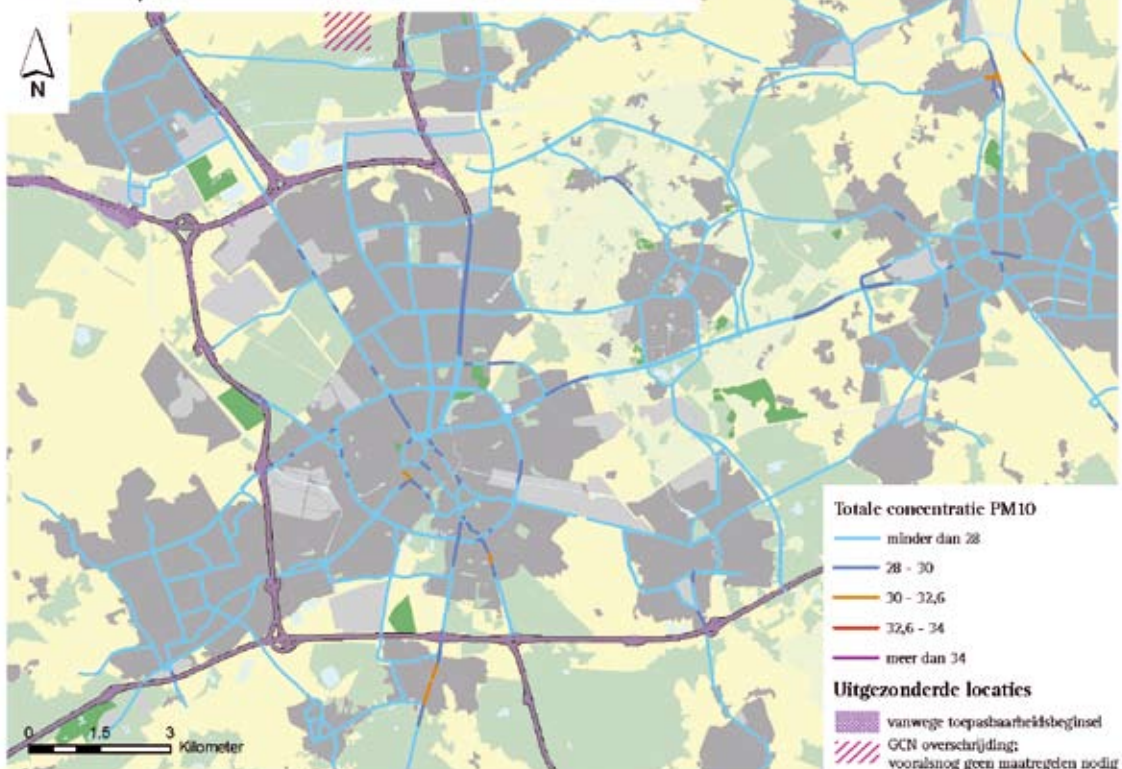 N
Totale concentratie PM10
minder dan 28
28 - 30
30 - 32,6
32,6 - 34
meer dan 34
Uitgezonderde locaties
vanwege toepasbaarheidsbeginsel
GCN overschrijding;
vooralsnog geen maatregelen nodig
0 1.5 3
Kilometer